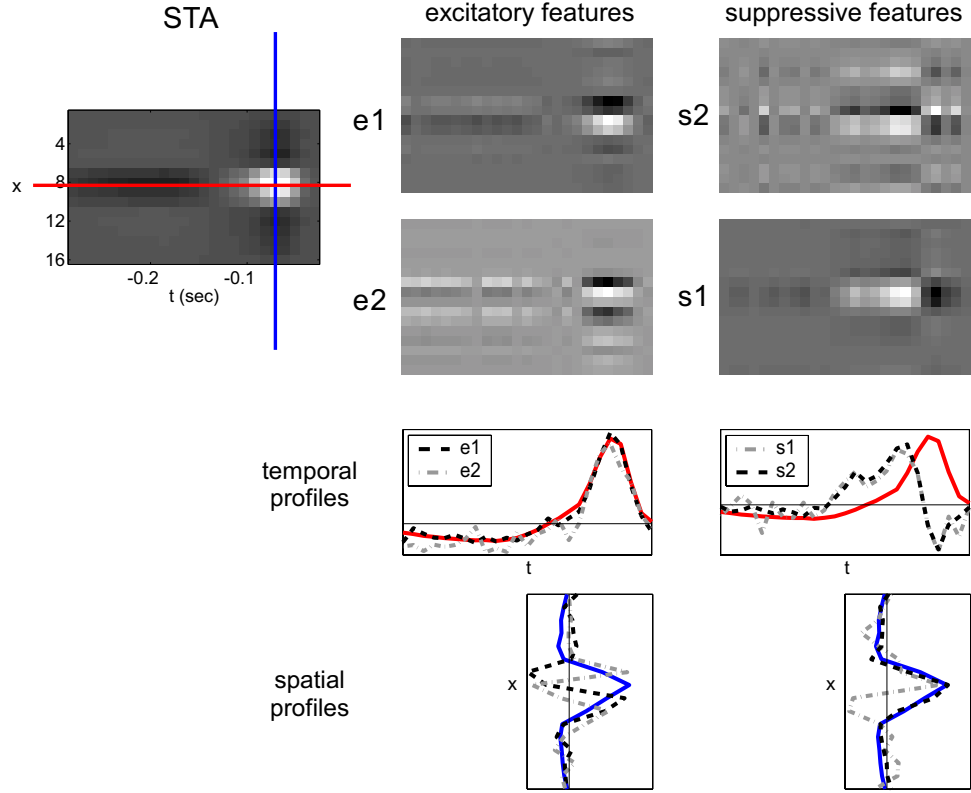 STA
excitatory features
suppressive features
e1
s2
4
8
12
16
x
-0.2
-0.1
t (sec)
e2
s1
temporal
profiles
e1
e2
s1
s2
t
t
spatial
profiles
x
x